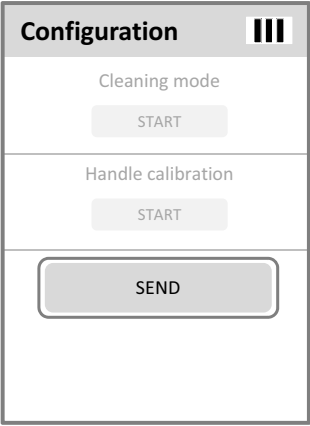 Configuration
Cleaning mode
START
Handle calibration
START
SEND